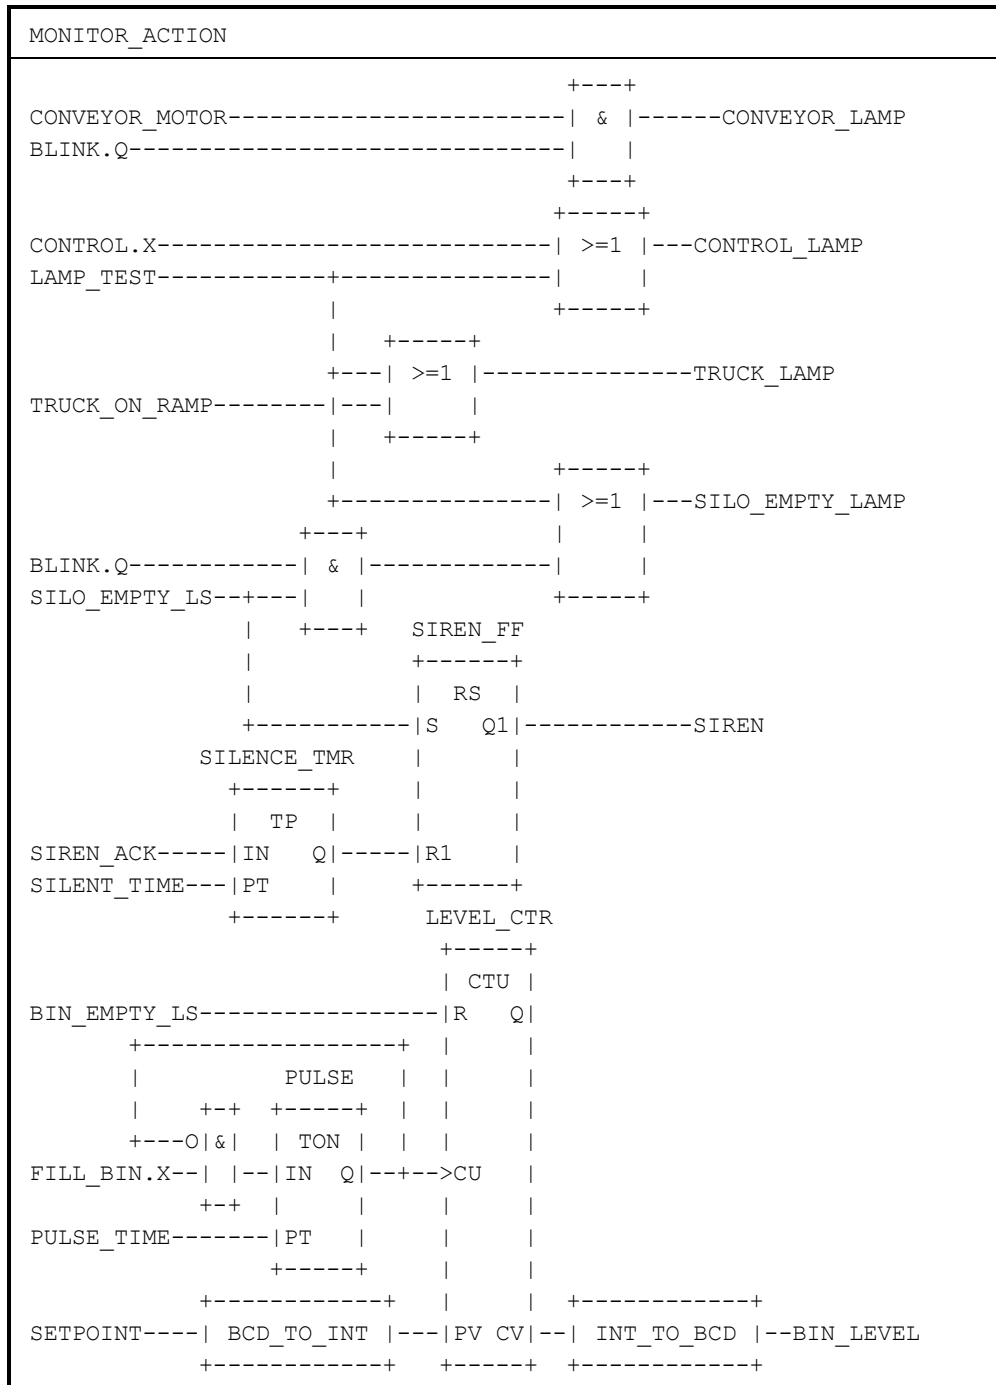 MONITOR_ACTION
+---+
CONVEYOR_MOTOR------------------------| & |------CONVEYOR_LAMP
BLINK.Q-------------------------------|   |
+---+
+-----+
CONTROL.X----------------------------| >=1 |---CONTROL_LAMP
LAMP_TEST------------+---------------|     |
|               +-----+
|   +-----+
+---| >=1 |---------------TRUCK_LAMP
TRUCK_ON_RAMP--------|---|     |
|   +-----+
|               +-----+
+---------------| >=1 |---SILO_EMPTY_LAMP
+---+             |     |
BLINK.Q------------| & |-------------|     |
SILO_EMPTY_LS--+---|   |             +-----+
|   +---+   SIREN_FF
|           +------+
|           |  RS  |
+-----------|S   Q1|------------SIREN
SILENCE_TMR    |      |
+------+     |      |
|  TP  |     |      |
SIREN_ACK-----|IN   Q|-----|R1    |
SILENT_TIME---|PT    |     +------+
+------+      LEVEL_CTR
+-----+
| CTU |
BIN_EMPTY_LS-----------------|R   Q|
+------------------+  |     |
|          PULSE   |  |     |
|    +-+  +-----+  |  |     |
+---O|&|  | TON |  |  |     |
FILL_BIN.X--| |--|IN  Q|--+-->CU    |
+-+  |     |     |     |
PULSE_TIME-------|PT   |     |     |
+-----+     |     |
+------------+   |     |  +------------+
SETPOINT----| BCD_TO_INT |---|PV CV|--| INT_TO_BCD |--BIN_LEVEL
+------------+   +-----+  +------------+